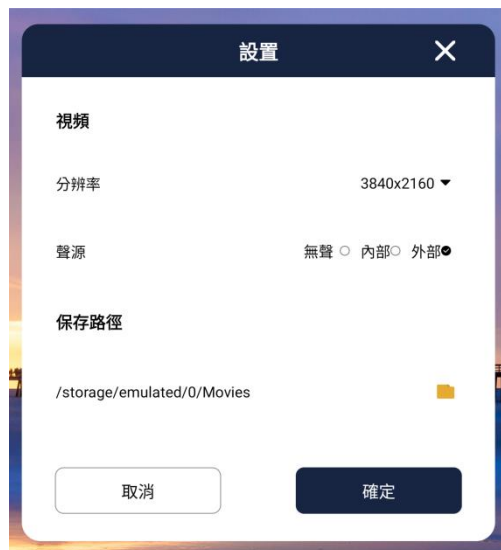 設置
視頻
分辨率 3840x2160
聲源 無聲 內部 外部
保存路徑
/storage/emulated/0/Movies
取消 確定